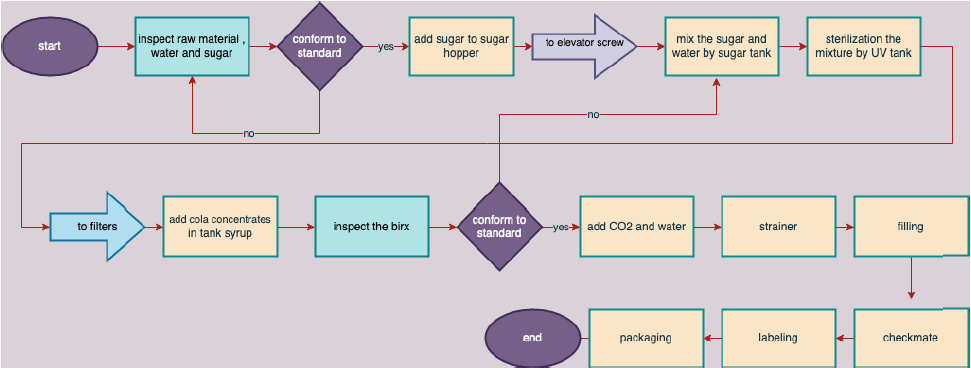 start
inspect raw material ,
water and sugar
conform to
standard
yes
add sugar to sugar
hopper
to elevator screw
mix the sugar and
water by sugar tank
sterilization the
mixture by UV tank
no
no
to filters
add cola concentrates
in tank syrup
inspect the birx
conform to
standard
yes
add CO2 and water
strainer
filling
end
packaging
labeling
checkmate